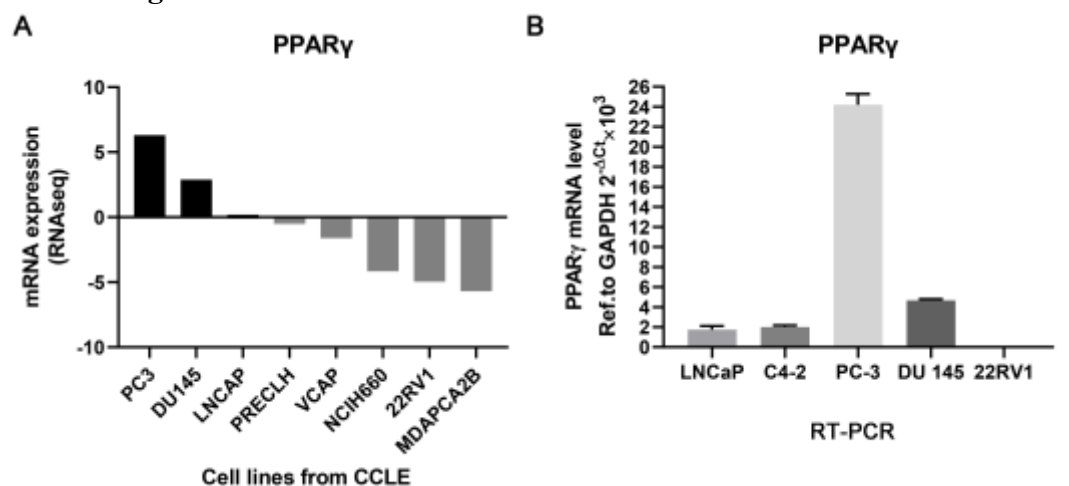 A
PPARγ
mRNA expression
(RNAseq)
10
5
0
-5
-10
PC3
DU145
LNCAP
PRECLH
VCAP
NCIH660
22RV1
MDAPCA2B
Cell lines from CCLE
B
PPARγ
PPARγ mRNA level
Ref.to GAPDH 2-ΔCt×103
26
24
22
20
18
16
14
12
10
8
6
4
2
0
LNCaP C4-2 PC-3 DU 145 22RV1
RT-PCR